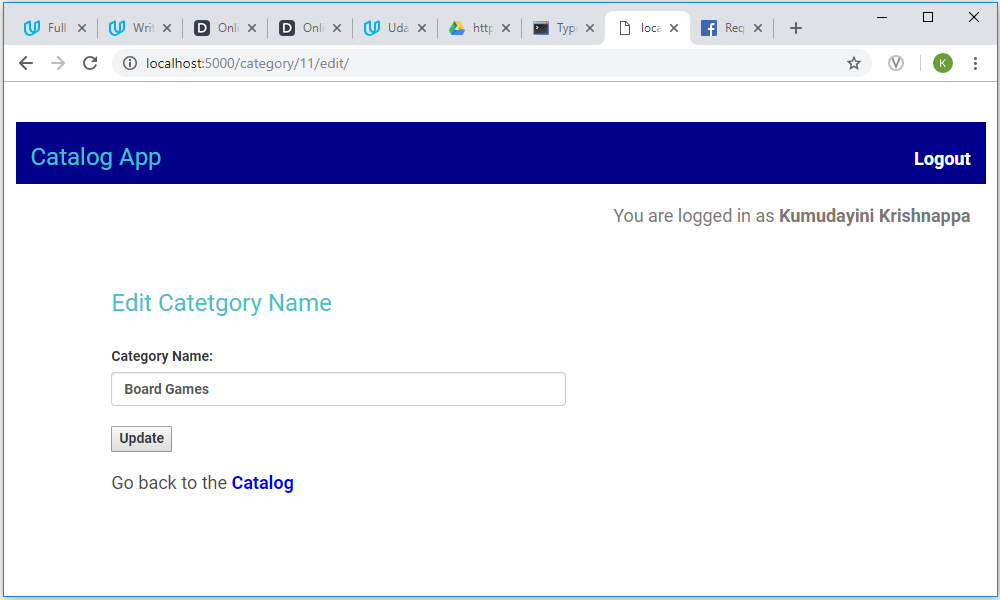 Full
Writ
Onli
Onli
Uda
http
Type
loca
Req
localhost:5000/category/11/edit/
K
Catalog App
Logout
You are logged in as Kumudayini Krishnappa
Edit Catetgory Name
Category Name:
Board Games
Update
Go back to the Catalog